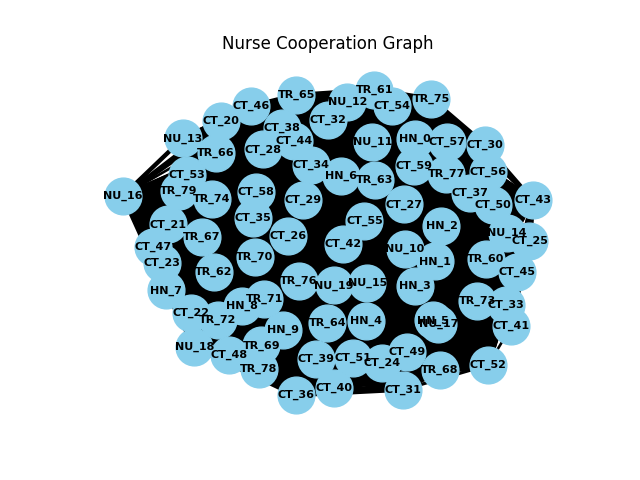 Nurse Cooperation Graph
TR_61
TR_65
TR_75
NU_12
CT_46
CT_54
CT_32
CT_20
CT_38
NU_13
HN_0
CT_44
NU_11
CT_57
CT_30
CT_28
TR_66
CT_34
CT_59
CT_56
TR_77
CT_53
HN_6
TR_63
TR_79
CT_58
CT_37
NU_16
TR_74
CT_29
CT_43
CT_27
CT_50
CT_35
CT_55
CT_21
HN_2
NU_14
TR_67
CT_26
CT_25
CT_42
CT_47
NU_10
TR_70
TR_60
HN_1
CT_23
TR_62
CT_45
TR_76
NU_15
NU_19
HN_3
HN_7
TR_71
TR_73
CT_33
HN_8
CT_22
TR_72
HN_4
HN_5
TR_64
NU_17
CT_41
HN_9
TR_69
NU_18
CT_49
CT_48
CT_51
CT_39
CT_24
CT_52
TR_78
TR_68
CT_40
CT_31
CT_36